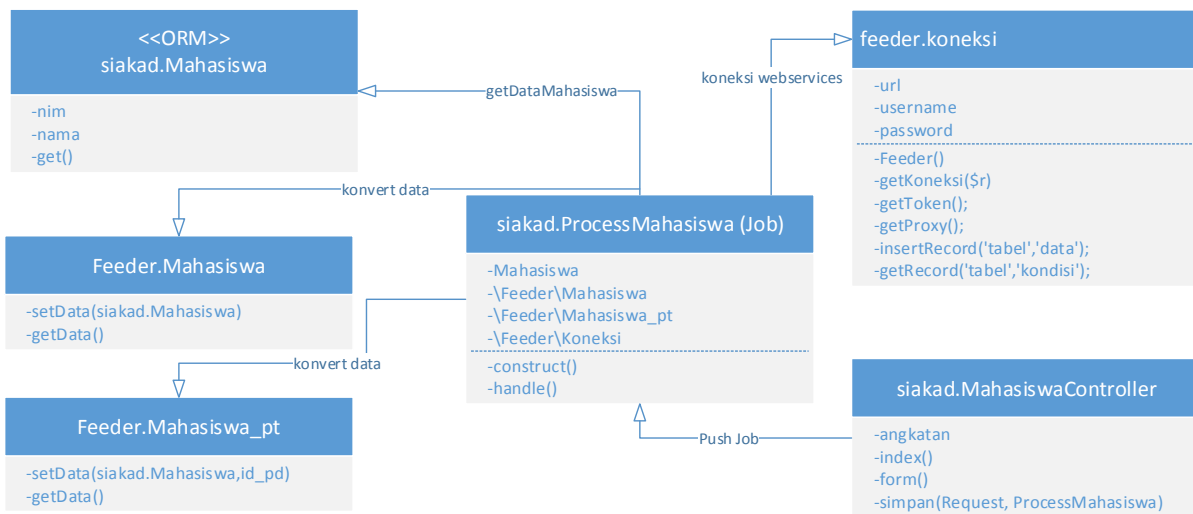 <<ORM>>
siakad.Mahasiswa
-nim
-nama
-get()
getDataMahasiswa
koneksi webservices
feeder.koneksi
-url
-username
-password
-Feeder()
-getKoneksi($r)
-getToken();
-getProxy();
-insertRecord('tabel','data');
-getRecord('tabel','kondisi');
konvert data
Feeder.Mahasiswa
-setData(siakad.Mahasiswa)
-getData()
siakad.ProcessMahasiswa (Job)
-Mahasiswa
-\Feeder\Mahasiswa
-\Feeder\Mahasiswa_pt
-\Feeder\Koneksi
-construct()
-handle()
konvert data
Feeder.Mahasiswa_pt
-setData(siakad.Mahasiswa,id_pd)
-getData()
Push Job
siakad.MahasiswaController
-angkatan
-index()
-form()
-simpan(Request, ProcessMahasiswa)